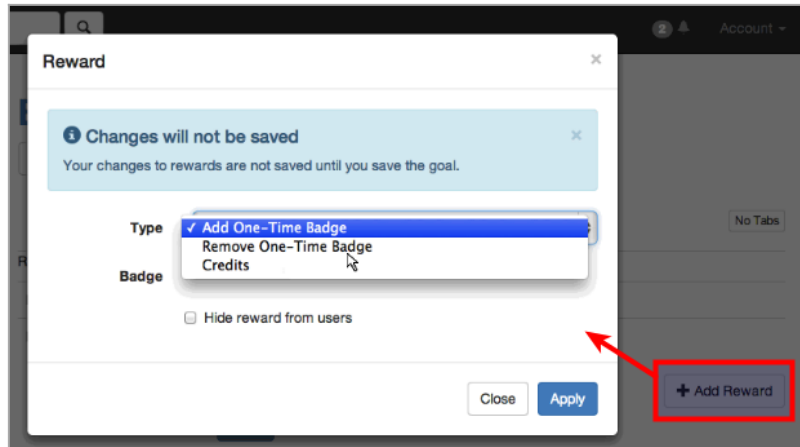 2
Account
Reward
×
Changes will not be saved
×
Your changes to rewards are not saved until you save the goal.
No Tabs
Type
✓ Add One-Time Badge
Remove One-Time Badge
Credits
Badge
Hide reward from users
Close
Apply
+ Add Reward